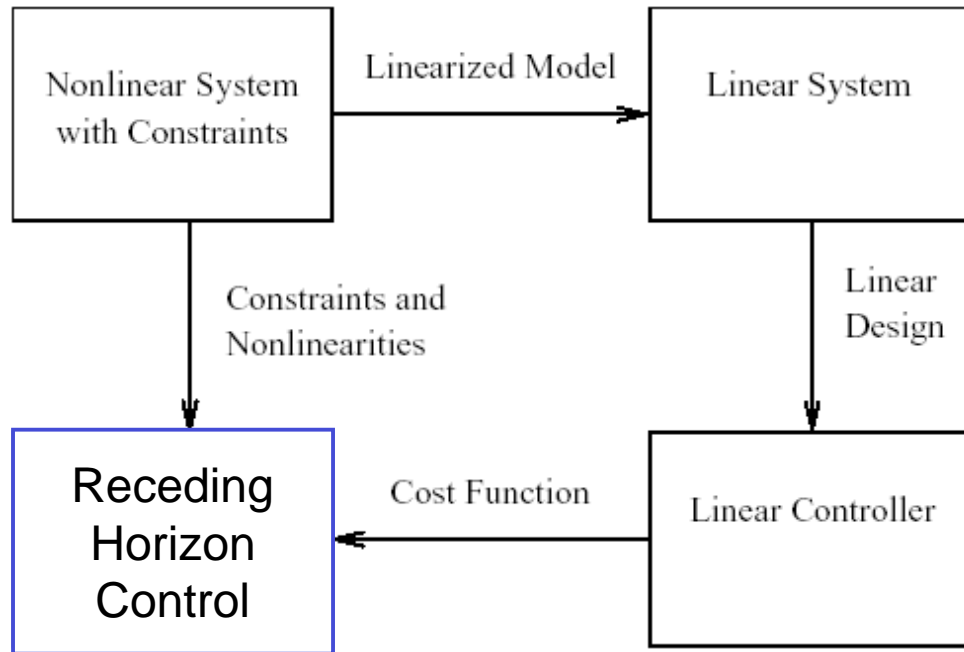 Nonlinear System
with Constraints
Linearized Model
Linear System
Constraints and
Nonlinearities
Linear
Design
Receding
Horizon
Control
Cost Function
Linear Controller